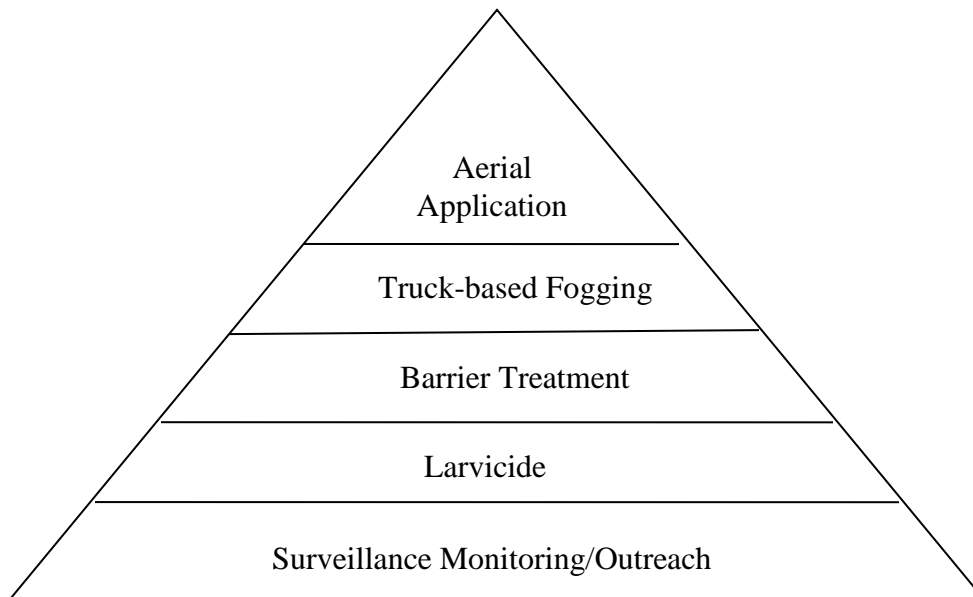 Aerial
Application
Truck-based Fogging
Barrier Treatment
Larvicide
Surveillance Monitoring/Outreach